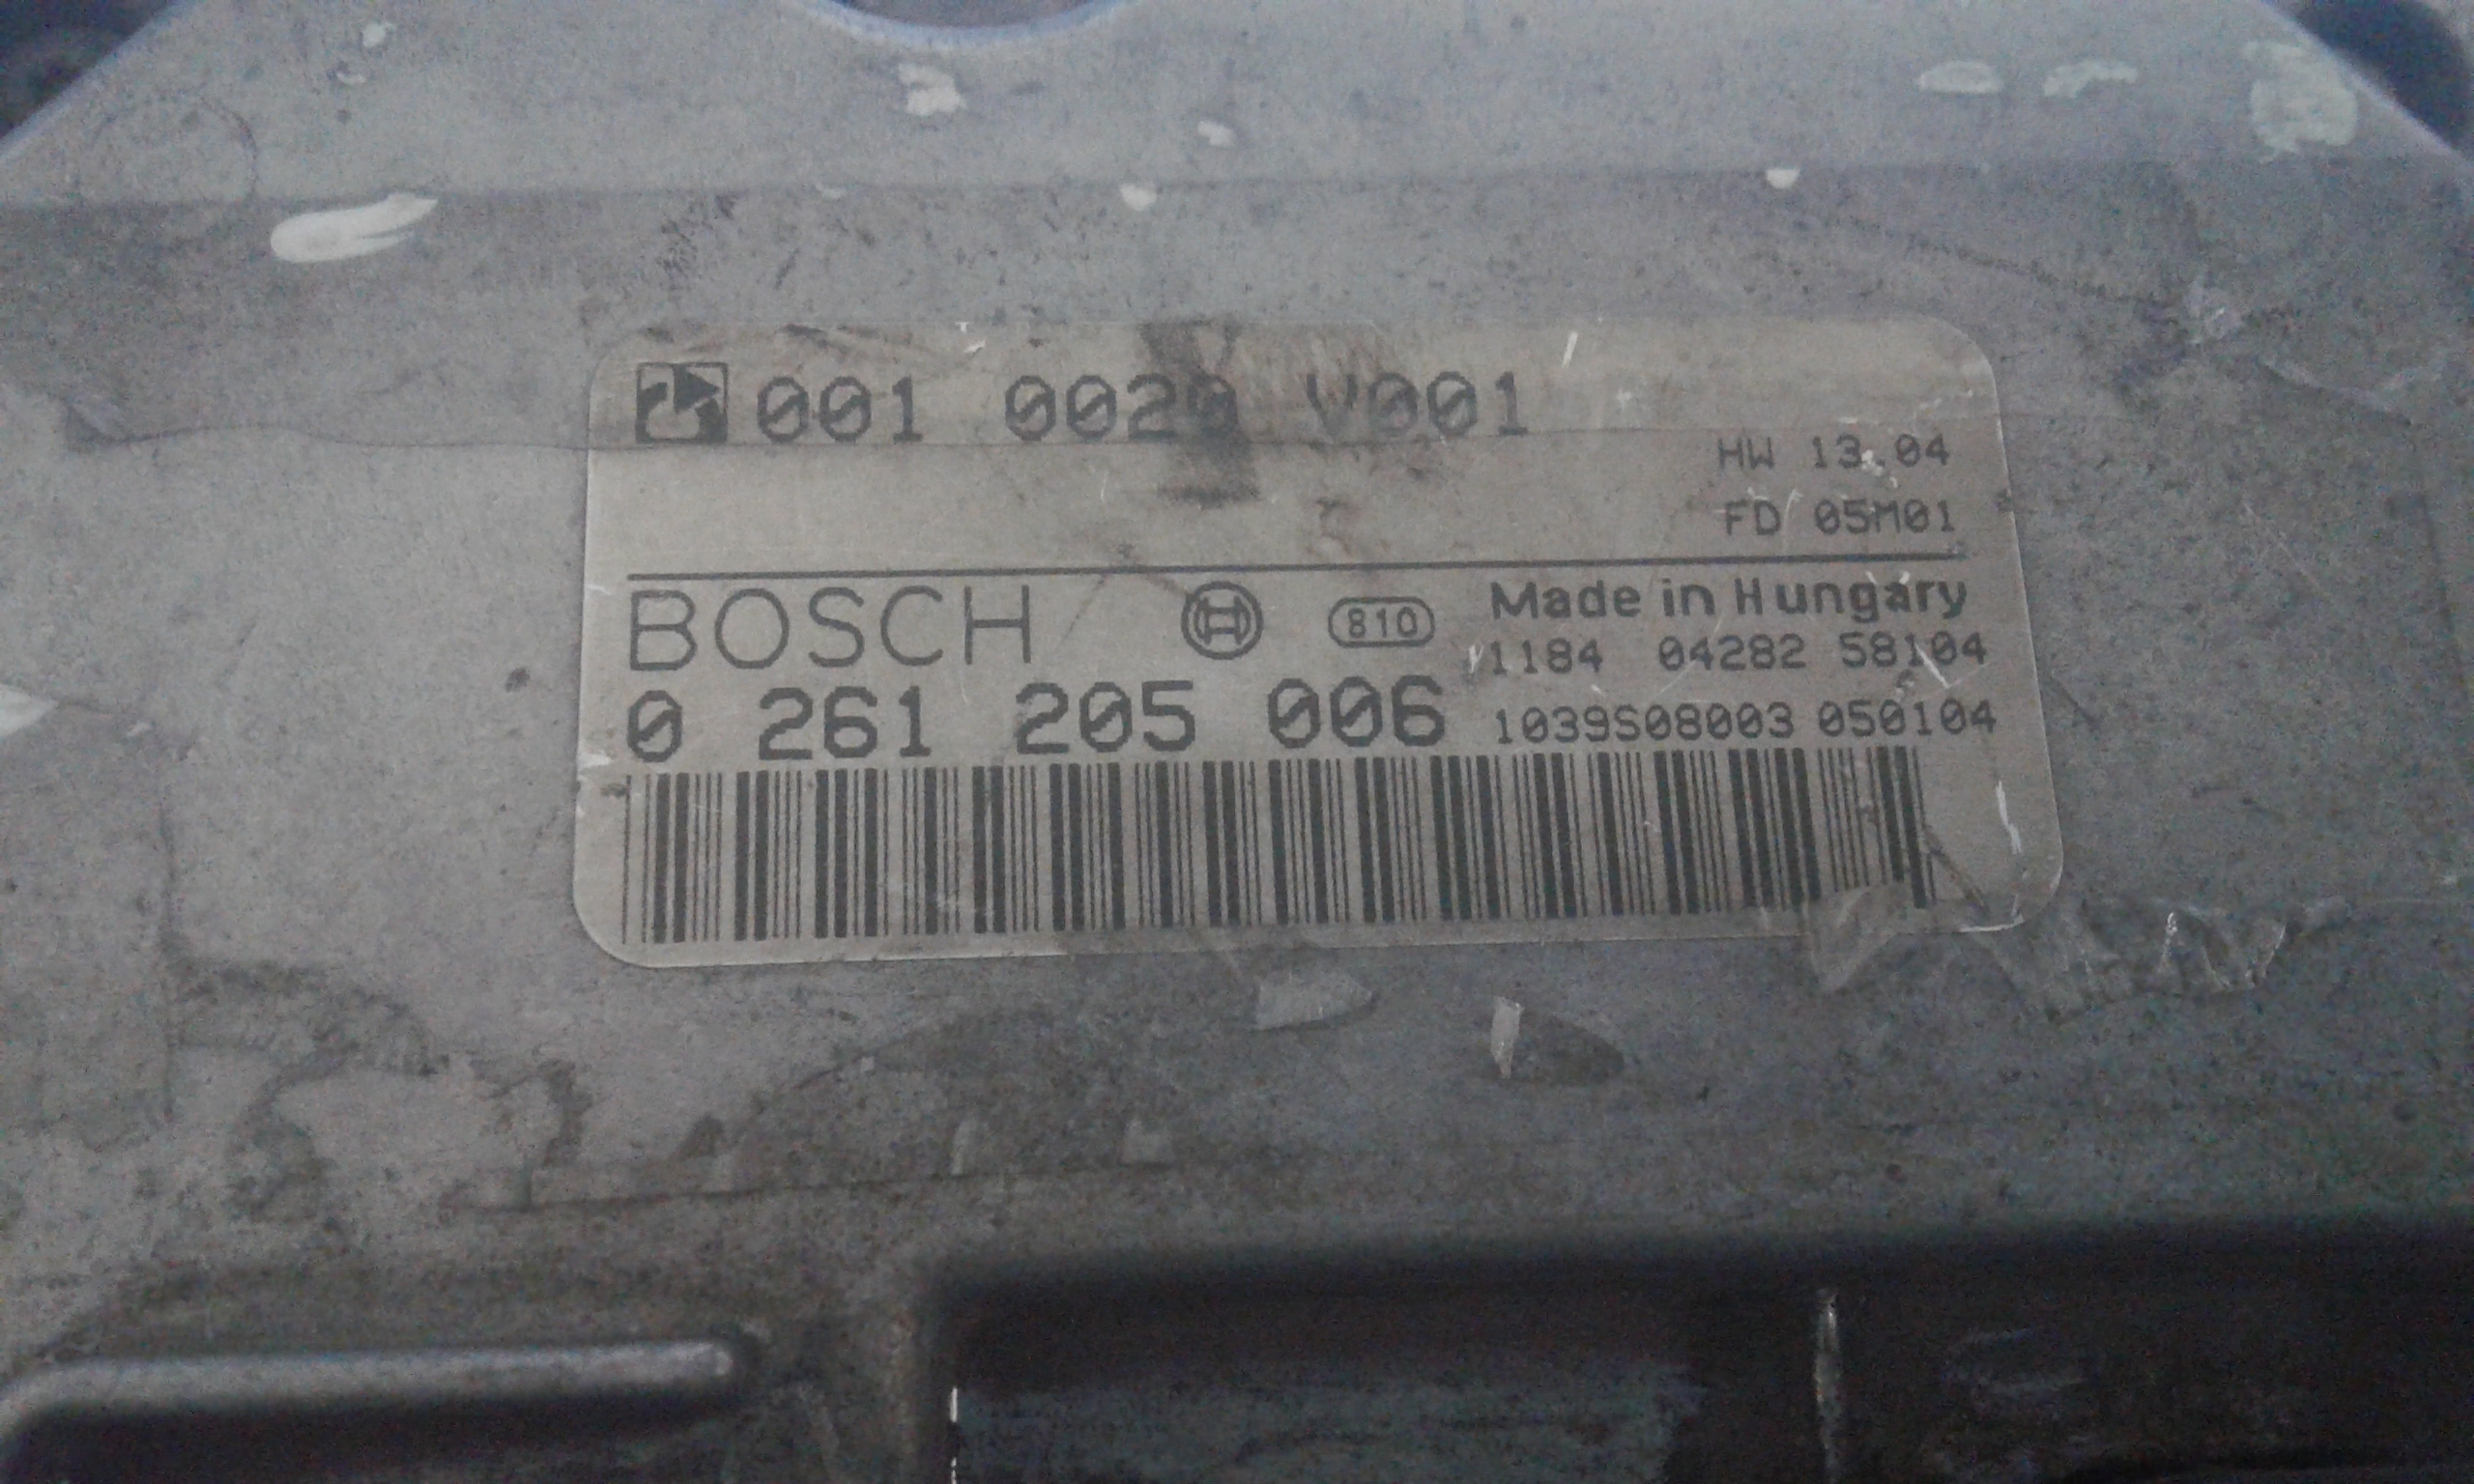 001 0020 V001
HW 13.04
FD 05M01
BOSCH 810 Made in Hungary
1184 04282 58104
0 261 205 006 1039S08003 050104